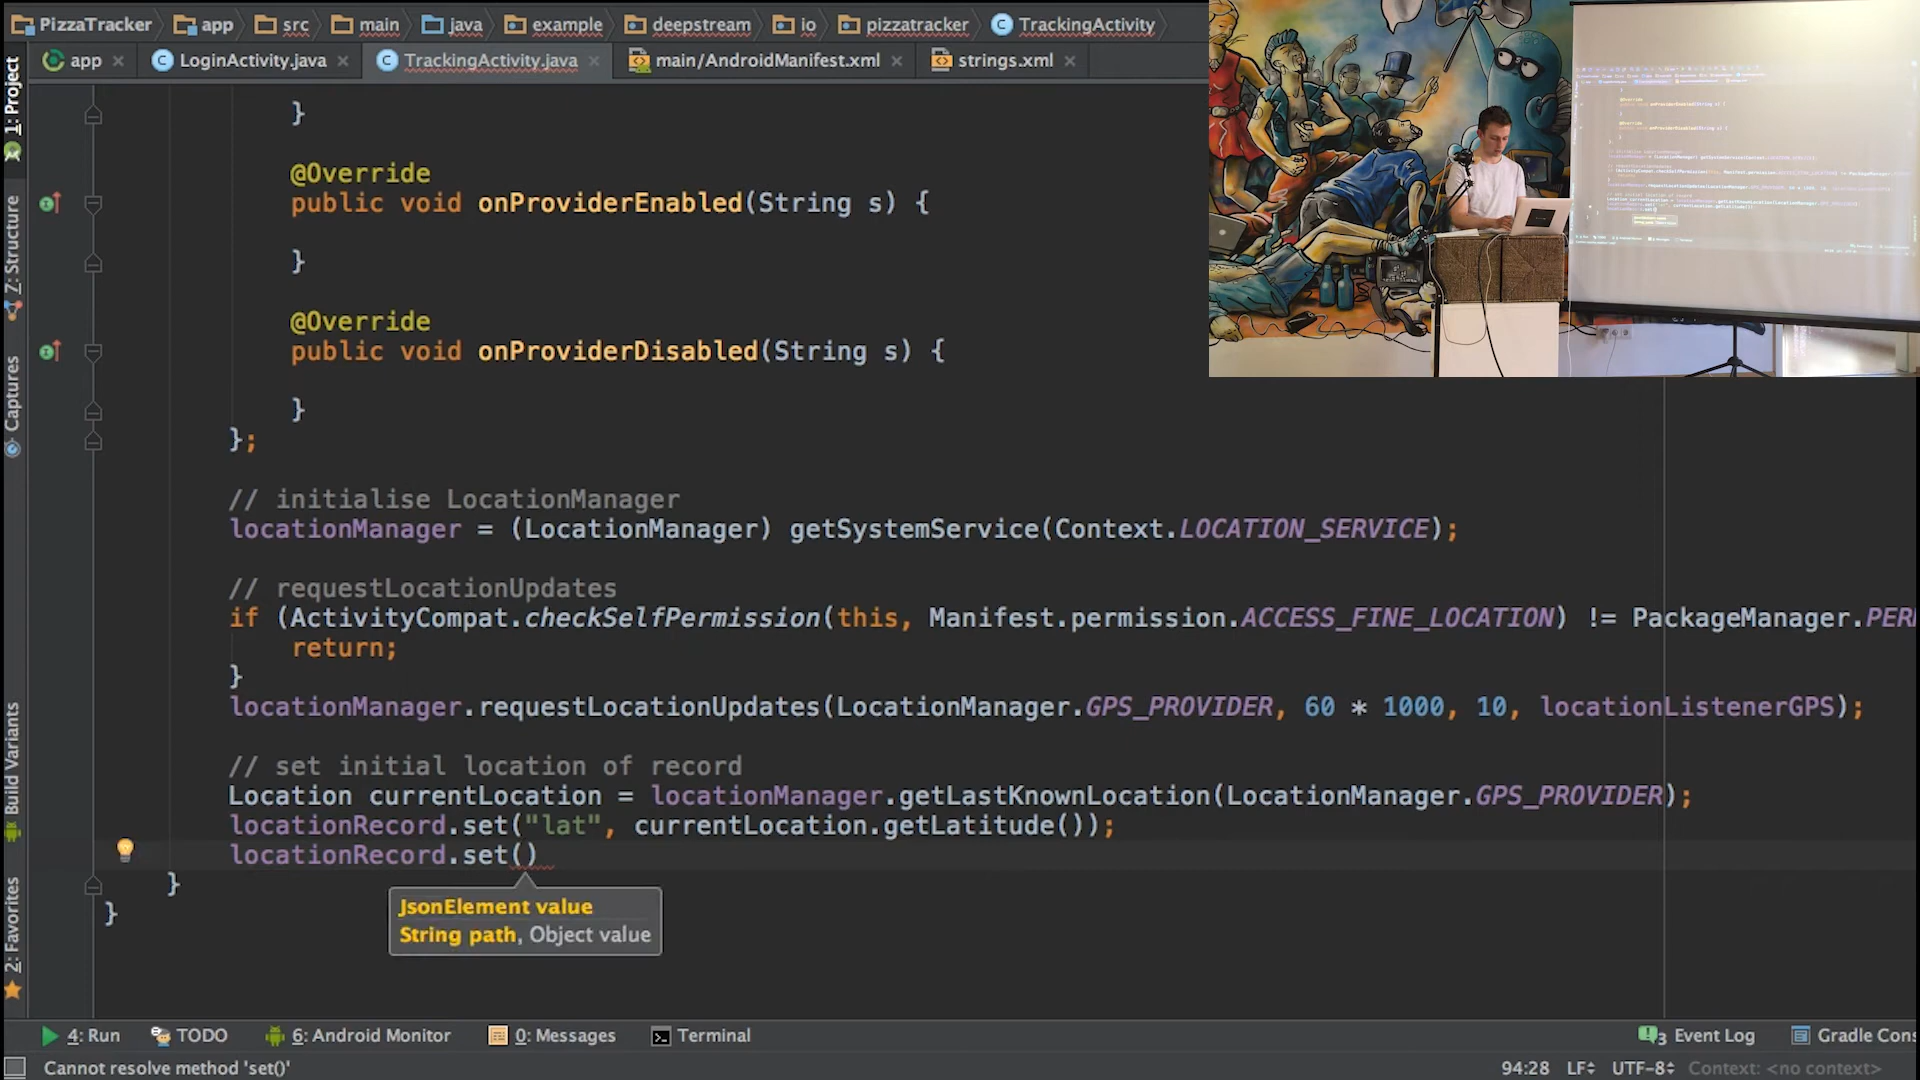 PizzaTracker app src main java example deepstream io pizzatracker TrackingActivity
app LoginActivity.java TrackingActivity.java main/AndroidManifest.xml strings.xml
1: Project
Z: Structure
Captures
Build Variants
2: Favorites
}
@Override
public void onProviderEnabled(String s) {
}
@Override
public void onProviderDisabled(String s) {
}
};
// initialise LocationManager
locationManager = (LocationManager) getSystemService(Context.LOCATION_SERVICE);
// requestLocationUpdates
if (ActivityCompat.checkSelfPermission(this, Manifest.permission.ACCESS_FINE_LOCATION) != PackageManager.PER
return;
}
locationManager.requestLocationUpdates(LocationManager.GPS_PROVIDER, 60 * 1000, 10, locationListenerGPS);
// set initial location of record
Location currentLocation = locationManager.getLastKnownLocation(LocationManager.GPS_PROVIDER);
locationRecord.set("lat", currentLocation.getLatitude());
locationRecord.set()
}
}
JsonElement value
String path, Object value
4: Run TODO 6: Android Monitor 0: Messages Terminal 3 Event Log Gradle Cons
Cannot resolve method 'set()' 94:28 LF UTF-8 Context: <no context>